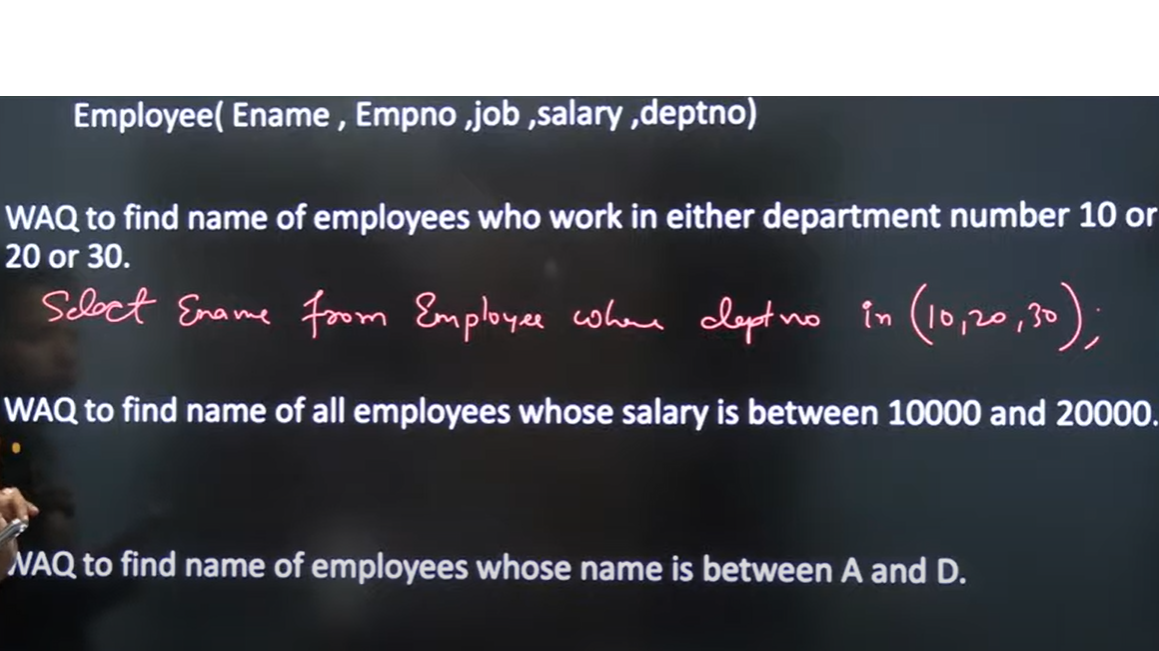 Employee( Ename , Empno ,job ,salary ,deptno)
WAQ to find name of employees who work in either department number 10 or
20 or 30.
Select Ename from Employee where deptno in (10,20,30);
WAQ to find name of all employees whose salary is between 10000 and 20000.
WAQ to find name of employees whose name is between A and D.